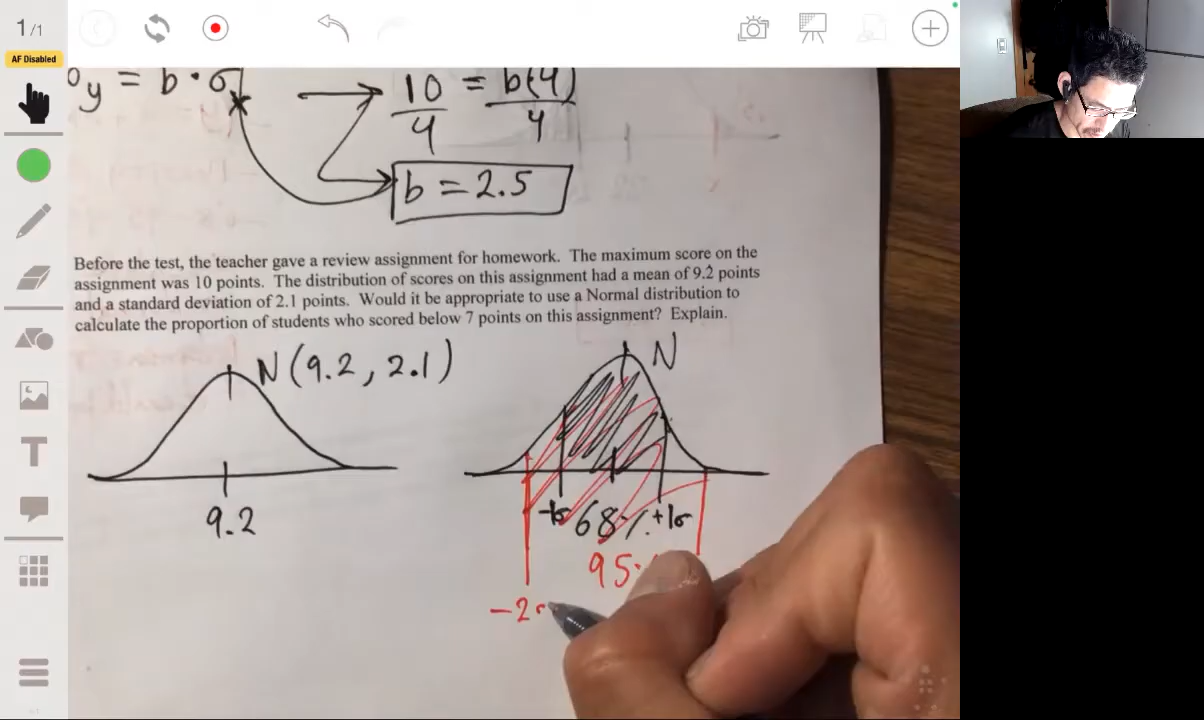 1/1
AF Disabled
σy = b · σx
10/4 = b(4)/4
b = 2.5
Before the test, the teacher gave a review assignment for homework. The maximum score on the
assignment was 10 points. The distribution of scores on this assignment had a mean of 9.2 points
and a standard deviation of 2.1 points. Would it be appropriate to use a Normal distribution to
calculate the proportion of students who scored below 7 points on this assignment? Explain.
N (9.2, 2.1)
N
9.2
68% +1σ
95
-2σ
T